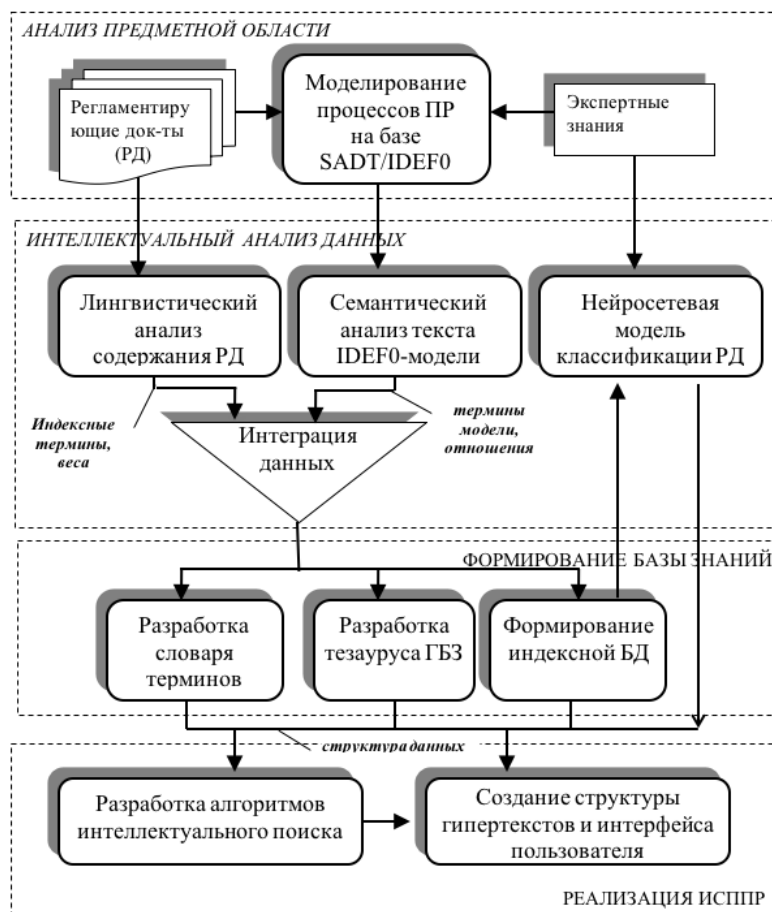 АНАЛИЗ ПРЕДМЕТНОЙ ОБЛАСТИ
Регламентиру
ющие док-ты
(РД)
Моделирование
процессов ПР
на базе
SADT/IDEF0
Экспертные
знания
ИНТЕЛЛЕКТУАЛЬНЫЙ АНАЛИЗ ДАННЫХ
Лингвистический
анализ
содержания РД
Семантический
анализ текста
IDEF0-модели
Нейросетевая
модель
классификации РД
Индексные
термины,
веса
Интеграция
данных
термины
модели,
отношения
ФОРМИРОВАНИЕ БАЗЫ ЗНАНИЙ
Разработка
словаря
терминов
Разработка
тезауруса ГБЗ
Формирование
индексной БД
структура данных
Разработка алгоритмов
интеллектуального поиска
Создание структуры
гипертекстов и интерфейса
пользователя
РЕАЛИЗАЦИЯ ИСППР